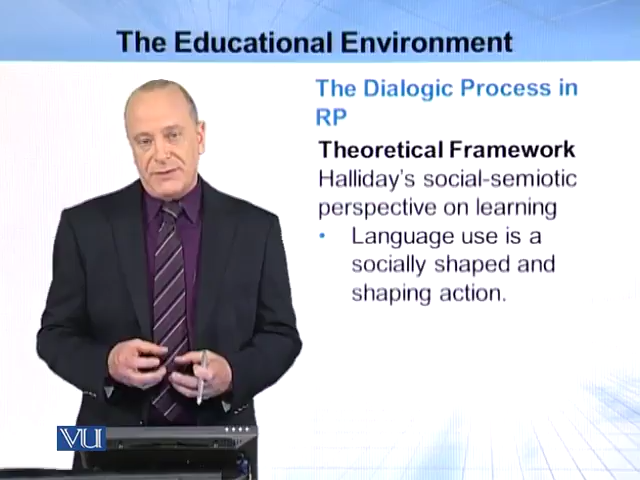 The Educational Environment
The Dialogic Process in
RP
Theoretical Framework
Halliday's social-semiotic
perspective on learning
• Language use is a
socially shaped and
shaping action.
VU